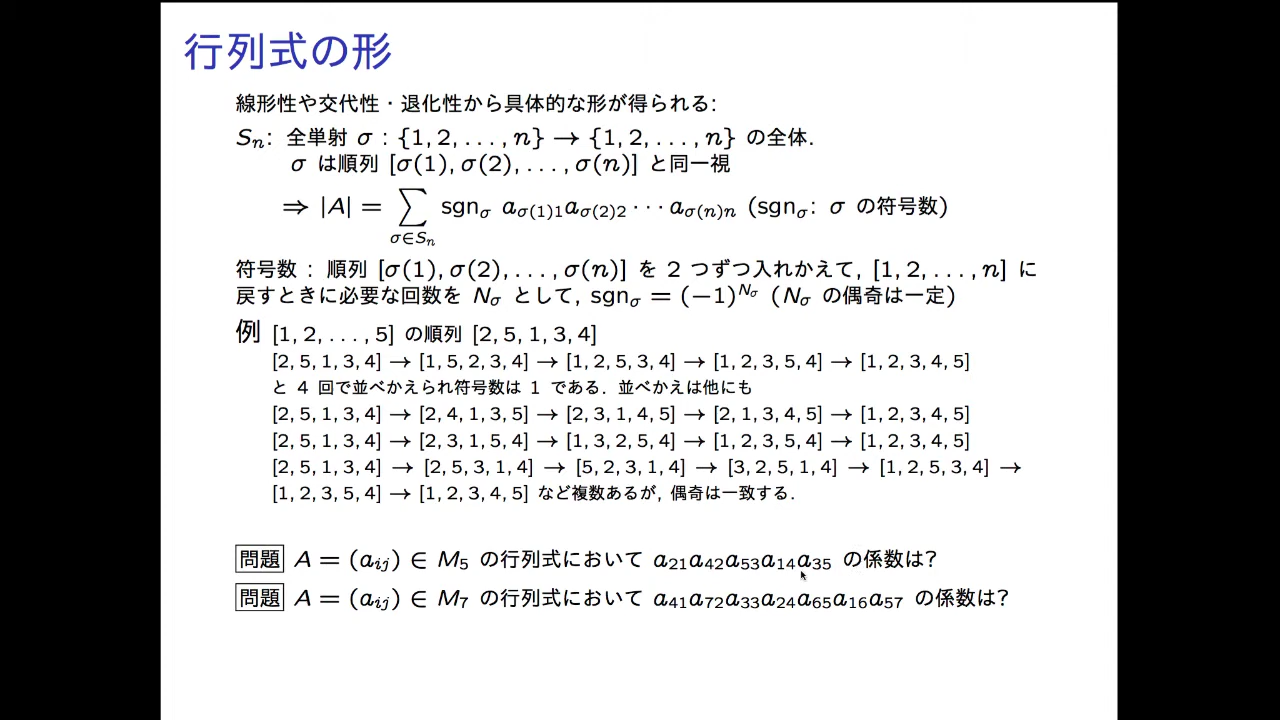 行列式の形
線形性や交代性・退化性から具体的な形が得られる:
Sₙ: 全単射 σ : {1, 2, . . . , n} → {1, 2, . . . , n} の全体.
σ は順列 [σ(1), σ(2), . . . , σ(n)] と同一視
⇒ |A| = ∑_{σ∈Sₙ} sgn_σ a_{σ(1)1}a_{σ(2)2} · · · a_{σ(n)n} (sgn_σ: σ の符号数)
符号数 : 順列 [σ(1), σ(2), . . . , σ(n)] を 2 つずつ入れかえて, [1, 2, . . . , n] に
戻すときに必要な回数を N_σ として, sgn_σ = (−1)^{N_σ} (N_σ の偶奇は一定)
例 [1, 2, . . . , 5] の順列 [2, 5, 1, 3, 4]
[2, 5, 1, 3, 4] → [1, 5, 2, 3, 4] → [1, 2, 5, 3, 4] → [1, 2, 3, 5, 4] → [1, 2, 3, 4, 5]
と 4 回で並べかえられ符号数は 1 である. 並べかえは他にも
[2, 5, 1, 3, 4] → [2, 4, 1, 3, 5] → [2, 3, 1, 4, 5] → [2, 1, 3, 4, 5] → [1, 2, 3, 4, 5]
[2, 5, 1, 3, 4] → [2, 3, 1, 5, 4] → [1, 3, 2, 5, 4] → [1, 2, 3, 5, 4] → [1, 2, 3, 4, 5]
[2, 5, 1, 3, 4] → [2, 5, 3, 1, 4] → [5, 2, 3, 1, 4] → [3, 2, 5, 1, 4] → [1, 2, 5, 3, 4] →
[1, 2, 3, 5, 4] → [1, 2, 3, 4, 5] など複数あるが, 偶奇は一致する.
問題 A = (a_{ij}) ∈ M₅ の行列式において a₂₁a₄₂a₅₃a₁₄a₃₅ の係数は?
問題 A = (a_{ij}) ∈ M₇ の行列式において a₄₁a₇₂a₃₃a₂₄a₆₅a₁₆a₅₇ の係数は?